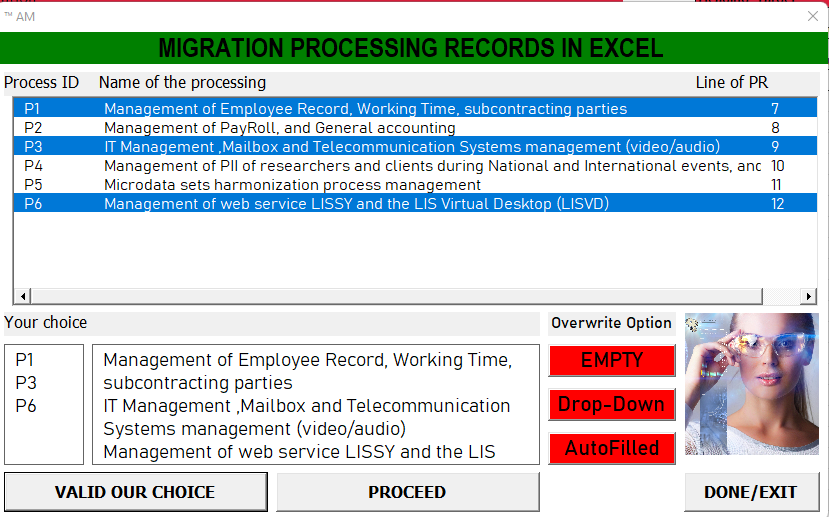 ™ AM
MIGRATION PROCESSING RECORDS IN EXCEL
Process ID Name of the processing Line of PR
P1 Management of Employee Record, Working Time, subcontracting parties 7
P2 Management of PayRoll, and General accounting 8
P3 IT Management ,Mailbox and Telecommunication Systems management (video/audio) 9
P4 Management of PII of researchers and clients during National and International events, and 10
P5 Microdata sets harmonization process management 11
P6 Management of web service LISSY and the LIS Virtual Desktop (LISVD) 12
Your choice
P1
P3
P6
Management of Employee Record, Working Time,
subcontracting parties
IT Management ,Mailbox and Telecommunication
Systems management (video/audio)
Management of web service LISSY and the LIS
Overwrite Option
EMPTY
Drop-Down
AutoFilled
VALID OUR CHOICE PROCEED DONE/EXIT